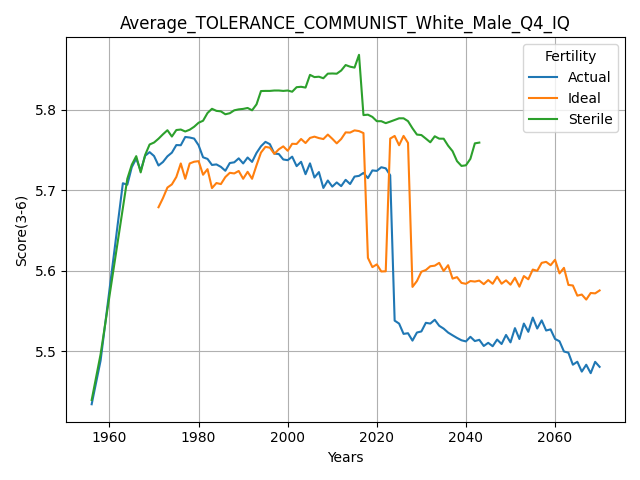 Average_TOLERANCE_COMMUNIST_White_Male_Q4_IQ
Fertility
Actual
Ideal
Sterile
Score(3-6)
5.8
5.7
5.6
5.5
1960 1980 2000 2020 2040 2060
Years